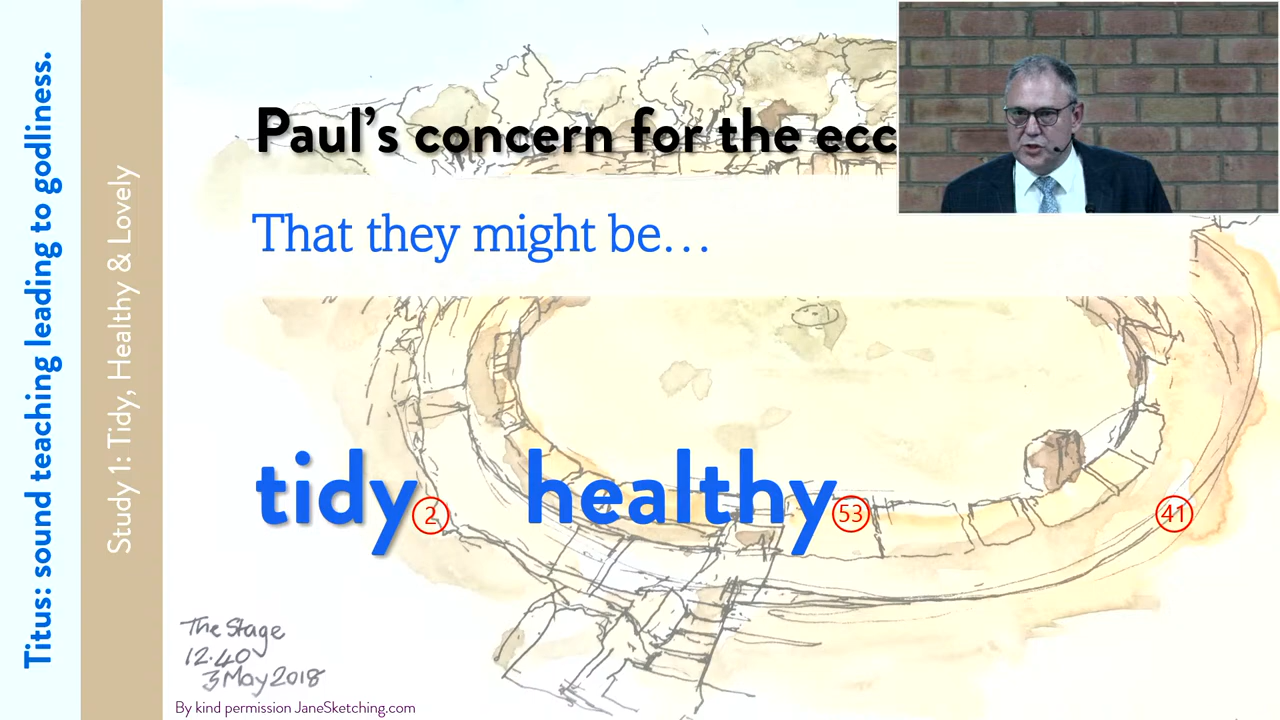 Titus: sound teaching leading to godliness.
Study 1: Tidy, Healthy & Lovely
Paul's concern for the ecc
That they might be...
tidy 2 healthy 53 41
The Stage
12.40
3 May 2018
By kind permission JaneSketching.com